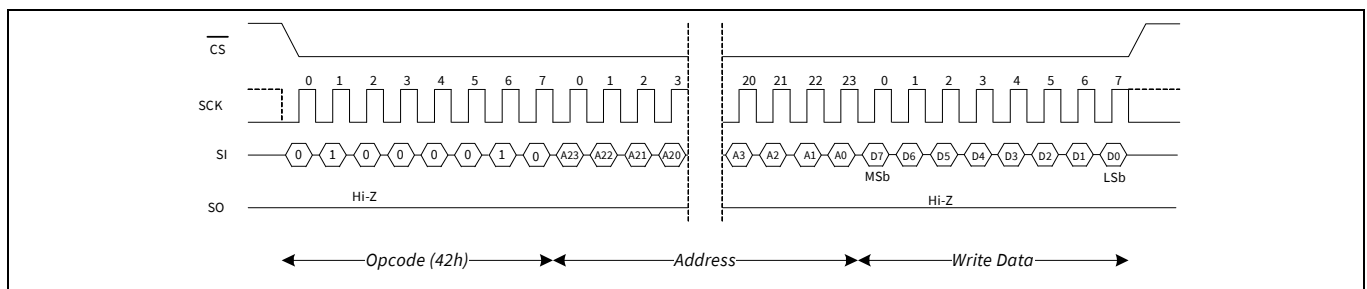 CS
0 1 2 3 4 5 6 7 0 1 2 3 20 21 22 23 0 1 2 3 4 5 6 7
SCK
SI 0 1 0 0 0 0 1 0 A23 A22 A21 A20 A3 A2 A1 A0 D7 D6 D5 D4 D3 D2 D1 D0
MSb LSb
Hi-Z Hi-Z
SO
Opcode (42h) Address Write Data